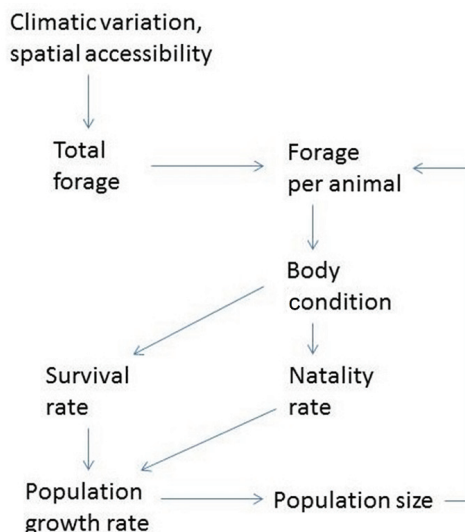 Climatic variation,
spatial accessibility
Total
forage
Forage
per animal
Body
condition
Survival
rate
Natality
rate
Population
growth rate
Population size